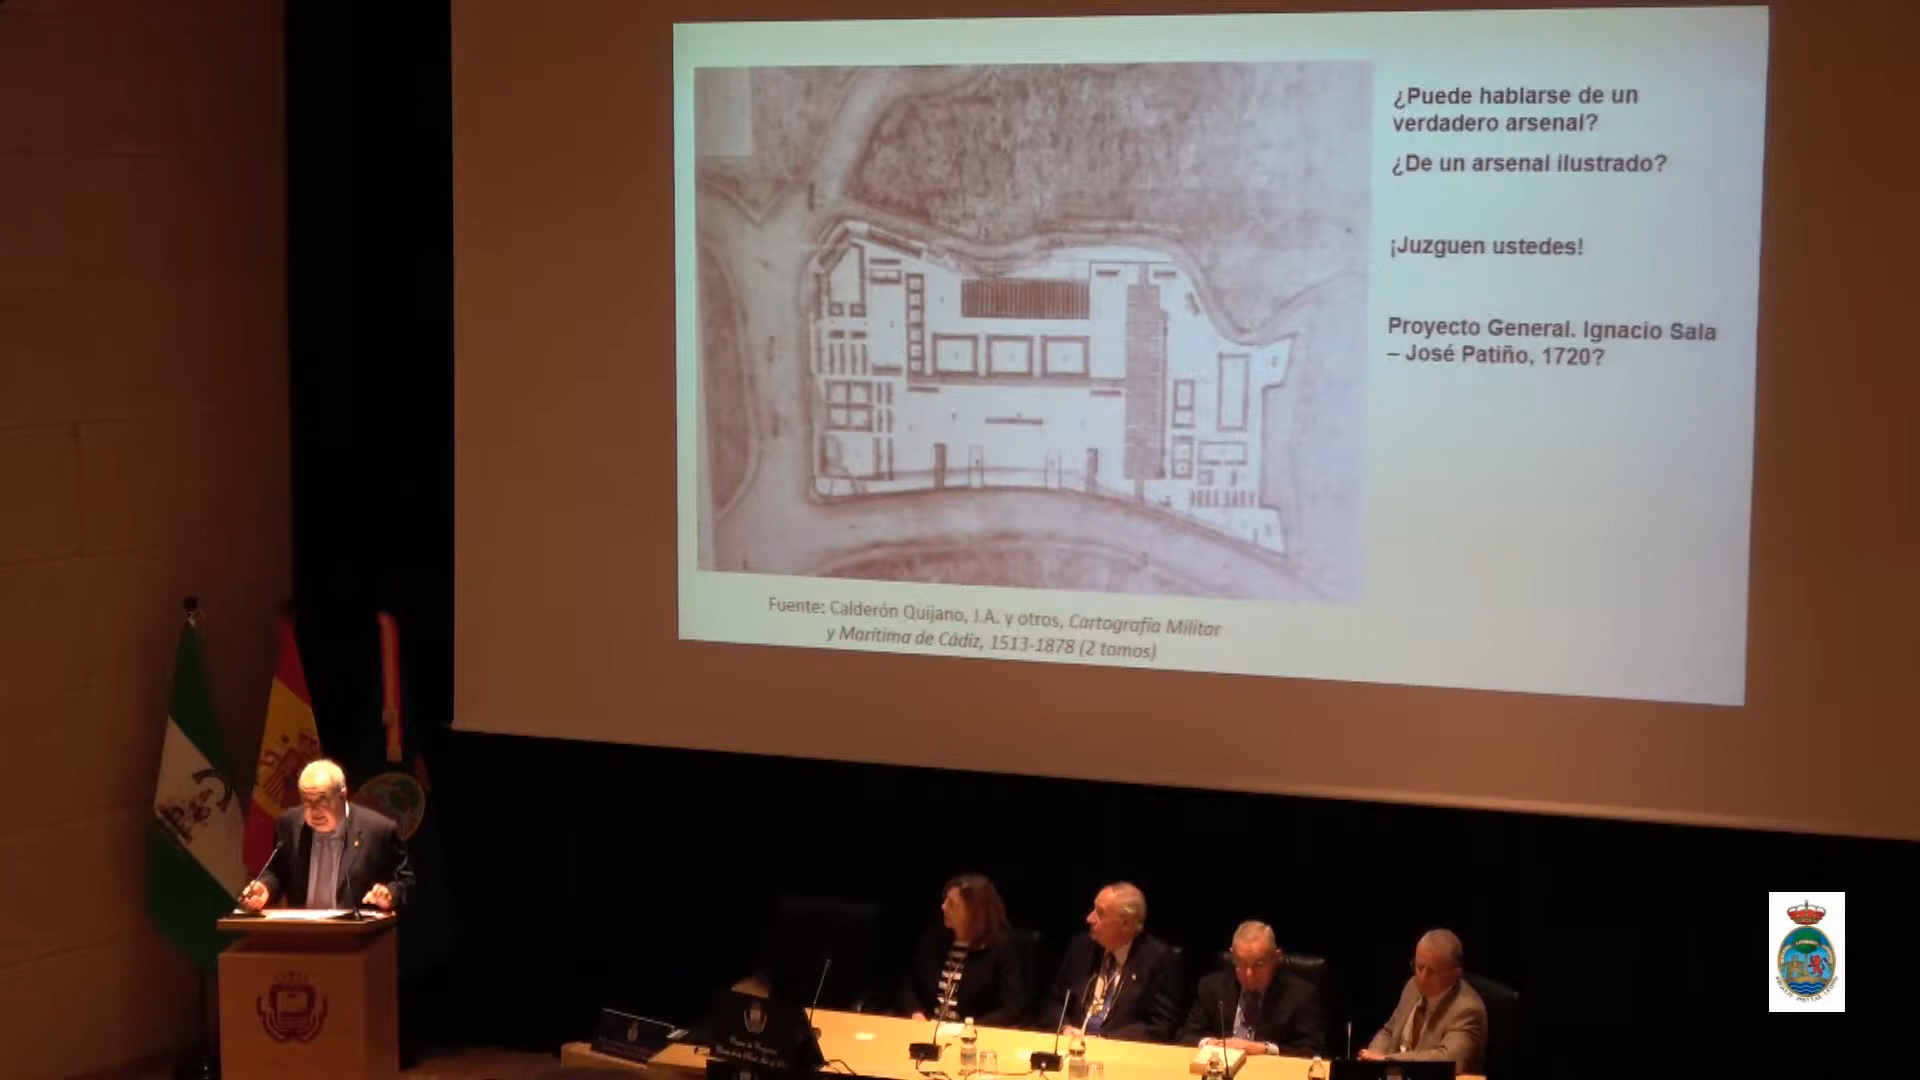 ¿Puede hablarse de un
verdadero arsenal?
¿De un arsenal ilustrado?
¡Juzguen ustedes!
Proyecto General. Ignacio Sala
– José Patiño, 1720?
Fuente: Calderón Quijano, J.A. y otros, Cartografía Militar
y Marítima de Cádiz, 1513-1878 (2 tomos)